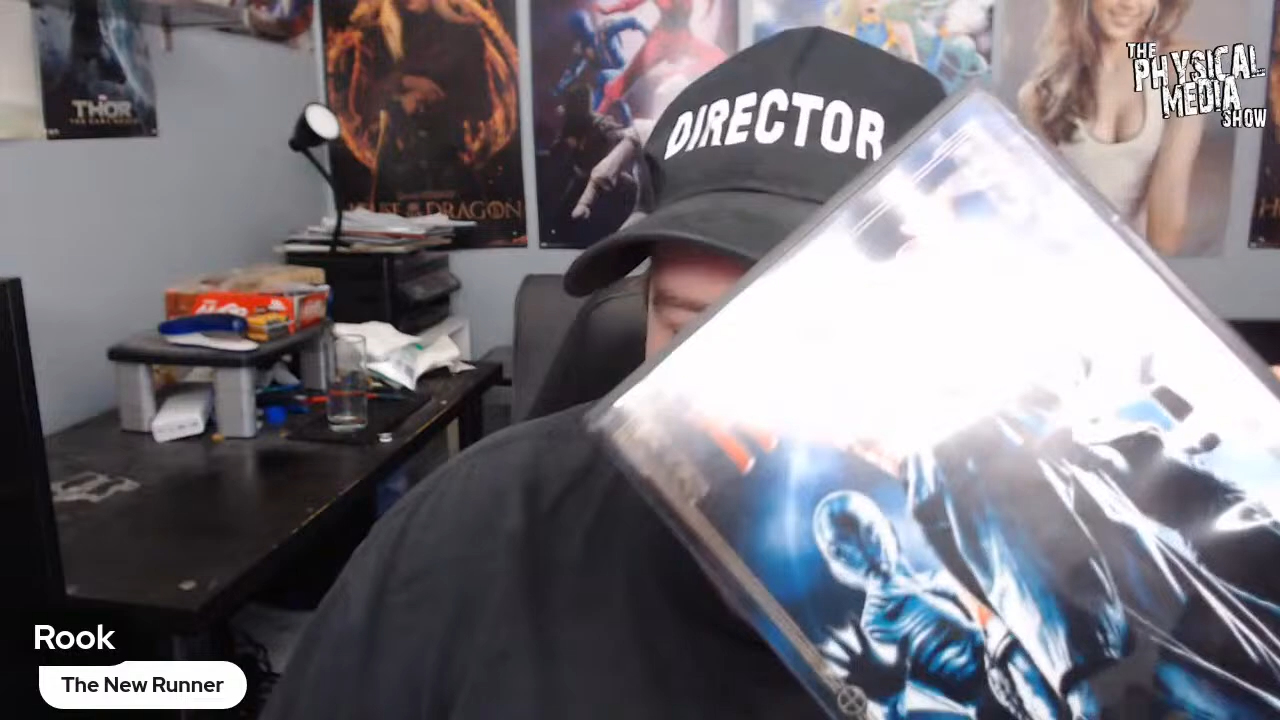 THE
PHYSICAL
MEDIA
SHOW
DIRECTOR
THOR
DRAGON
Rook
The New Runner